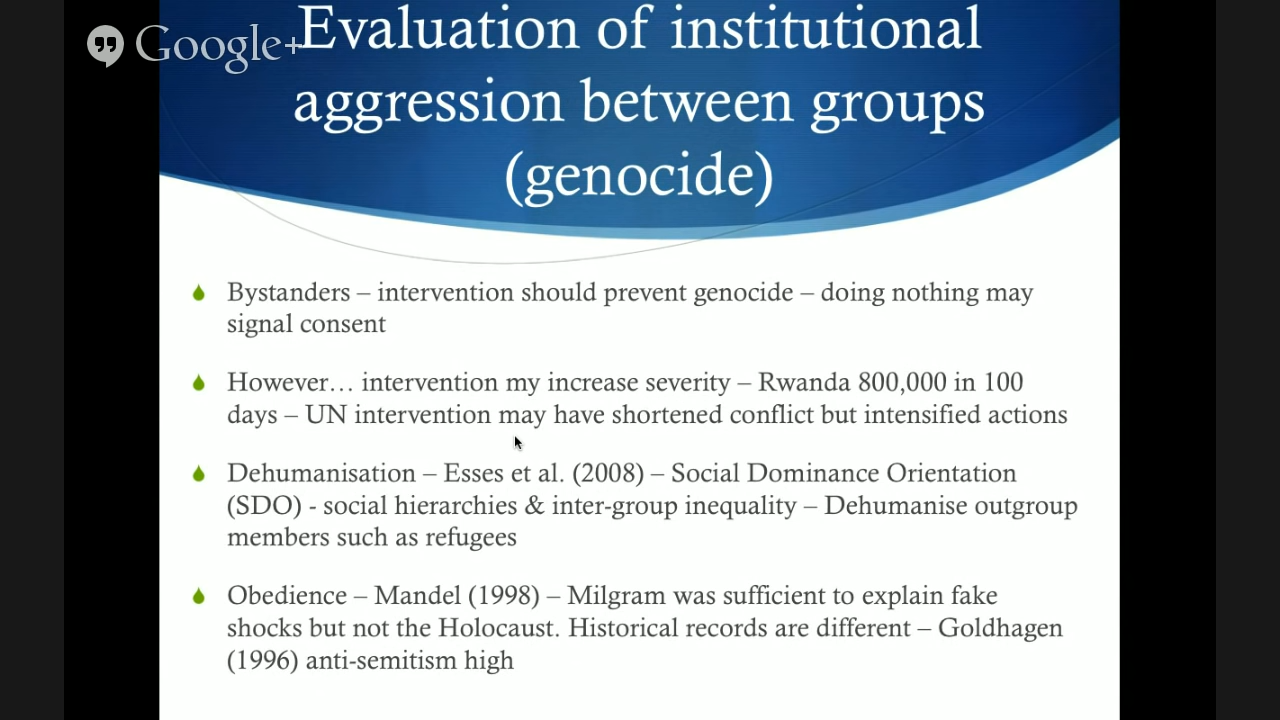 Google+
Evaluation of institutional
aggression between groups
(genocide)
Bystanders – intervention should prevent genocide – doing nothing may
signal consent
However… intervention my increase severity – Rwanda 800,000 in 100
days – UN intervention may have shortened conflict but intensified actions
Dehumanisation – Esses et al. (2008) – Social Dominance Orientation
(SDO) - social hierarchies & inter-group inequality – Dehumanise outgroup
members such as refugees
Obedience – Mandel (1998) – Milgram was sufficient to explain fake
shocks but not the Holocaust. Historical records are different – Goldhagen
(1996) anti-semitism high